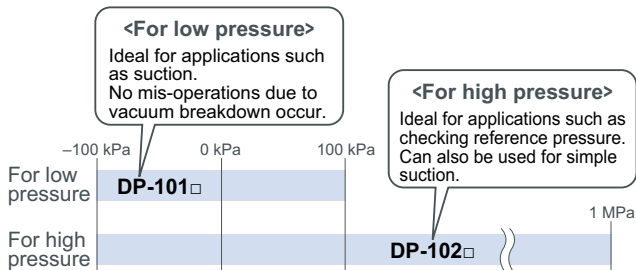 <For low pressure>
Ideal for applications such
as suction.
No mis-operations due to
vacuum breakdown occur.
<For high pressure>
Ideal for applications such as
checking reference pressure.
Can also be used for simple
suction.
–100 kPa 0 kPa 100 kPa
1 MPa
For low
pressure
DP-101□
For high
pressure
DP-102□